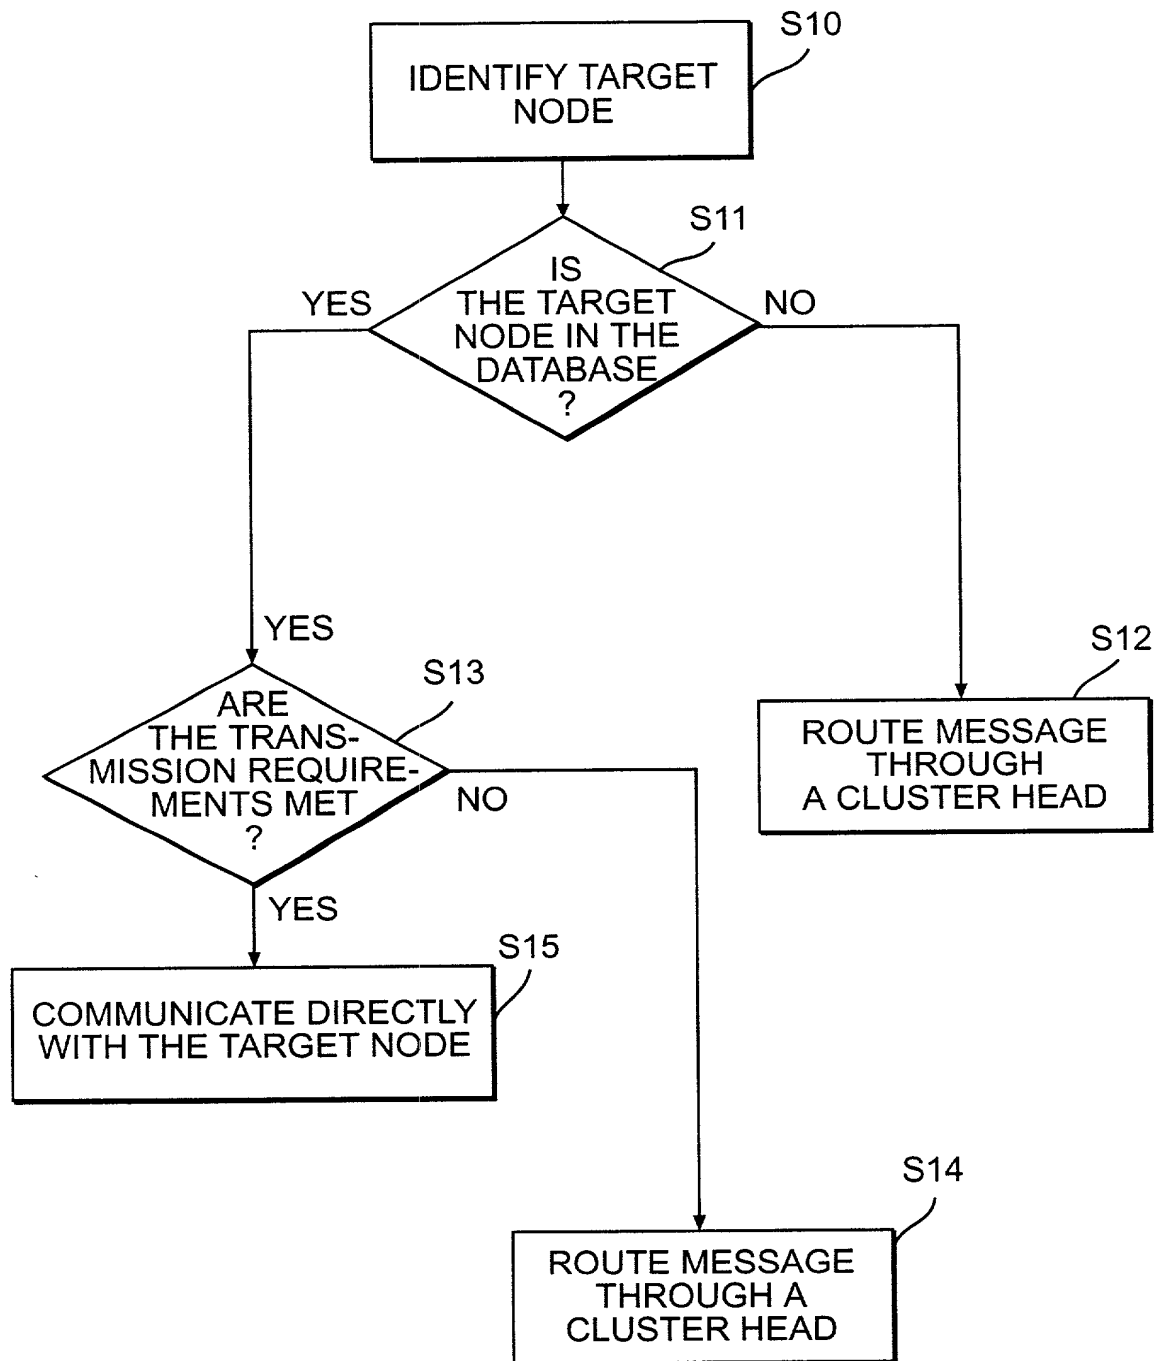 S10
IDENTIFY TARGET
NODE
S11
IS
THE TARGET
NODE IN THE
DATABASE
?
YES
NO
YES
S13
ARE
THE TRANS-
MISSION REQUIRE-
MENTS MET
?
NO
YES
S12
ROUTE MESSAGE
THROUGH
A CLUSTER HEAD
S15
COMMUNICATE DIRECTLY
WITH THE TARGET NODE
S14
ROUTE MESSAGE
THROUGH A
CLUSTER HEAD